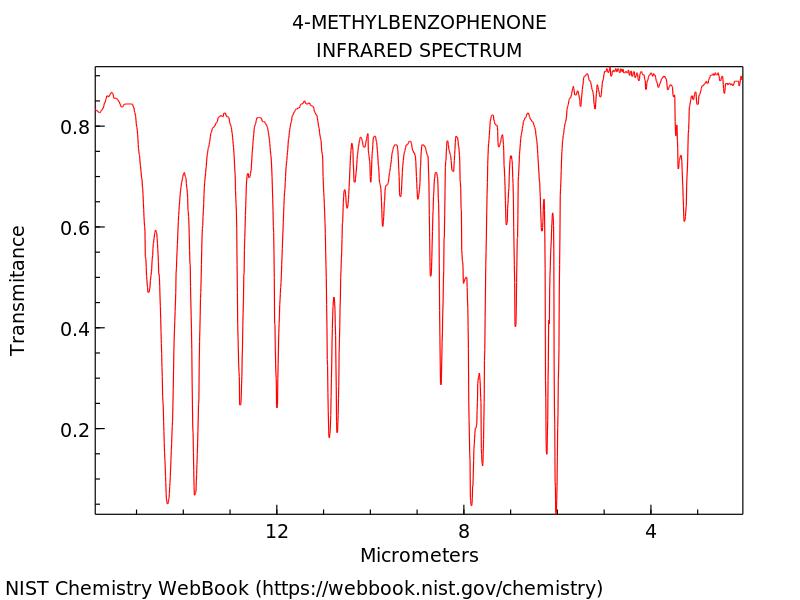 4-METHYLBENZOPHENONE
INFRARED SPECTRUM
Transmitance
0.8
0.6
0.4
0.2
12 8 4
Micrometers
NIST Chemistry WebBook (https://webbook.nist.gov/chemistry)